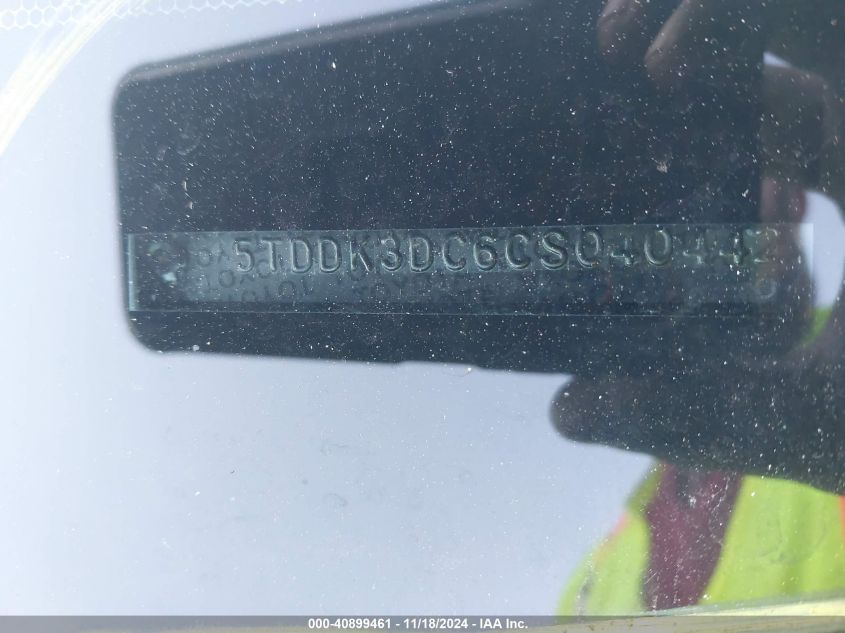 5TDDK3DC6CS040442
000-40899461 - 11/18/2024 - IAA Inc.